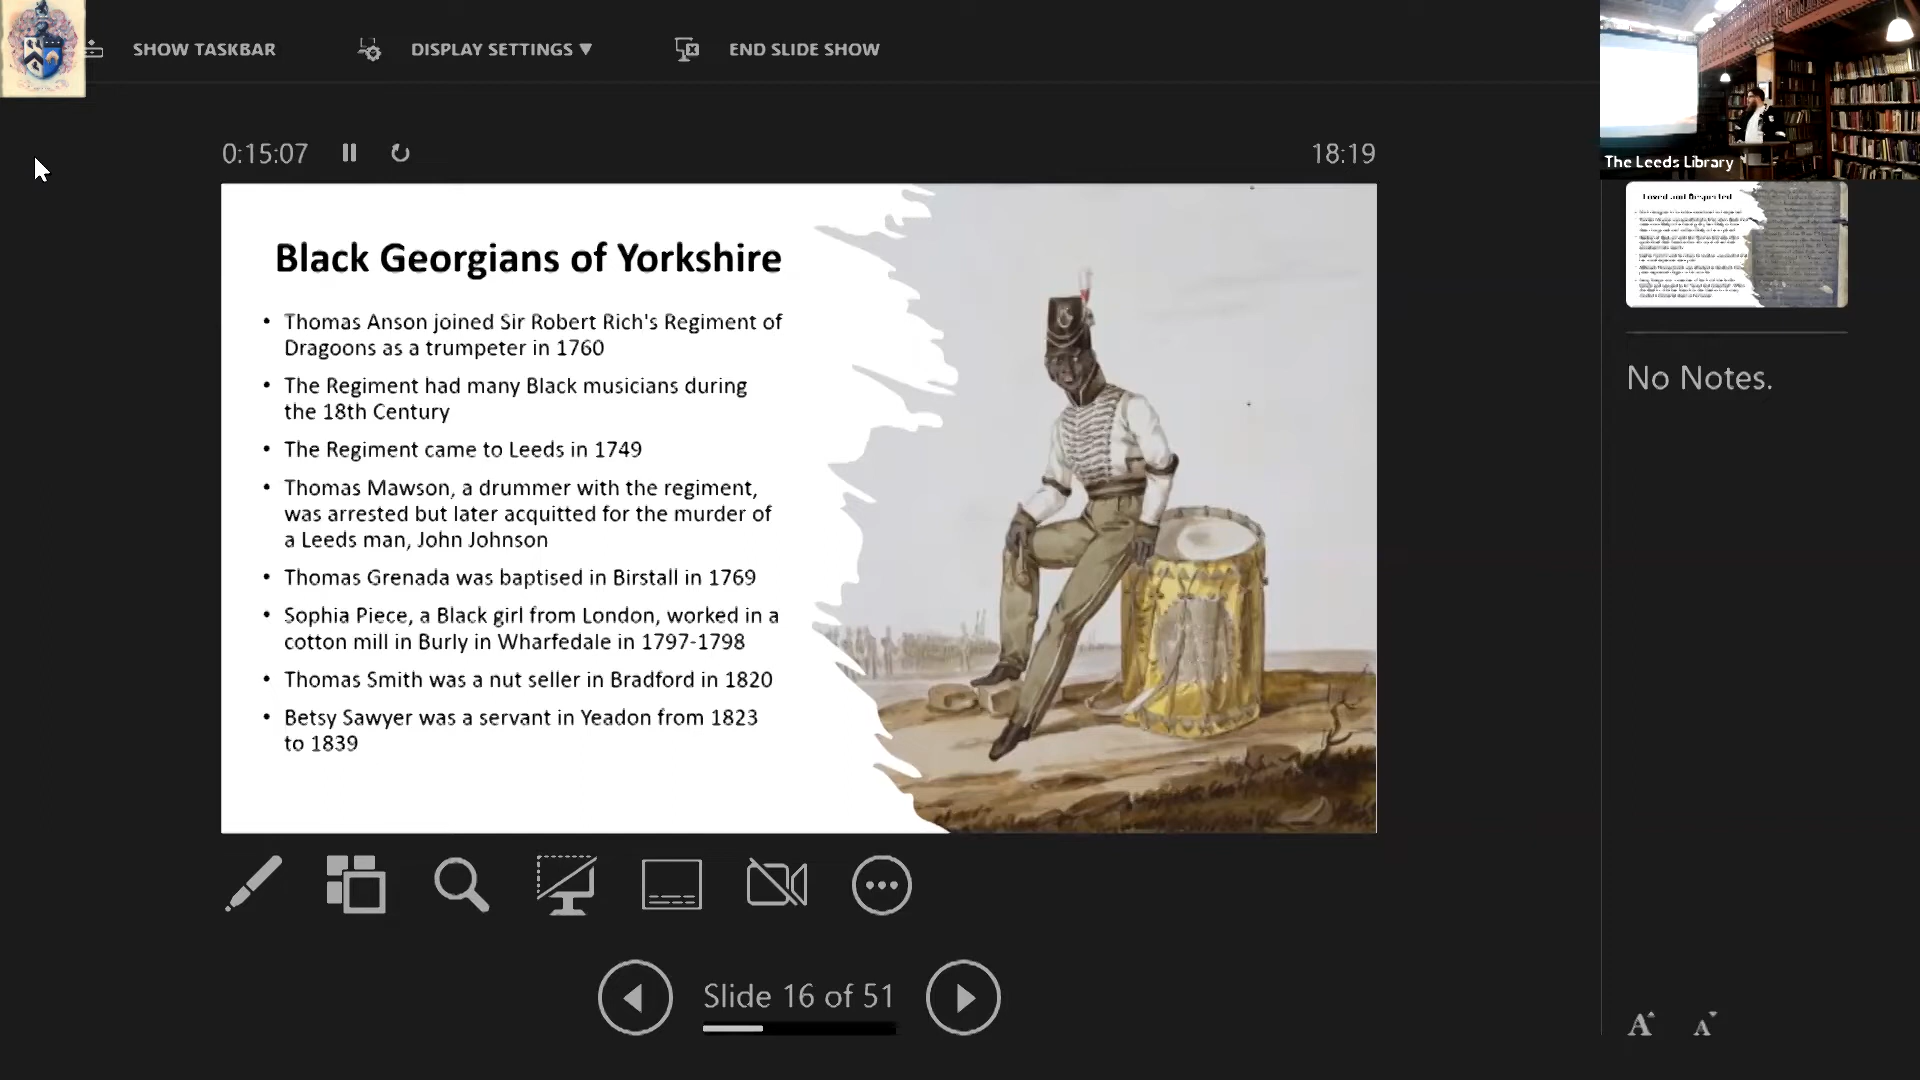 SHOW TASKBAR
DISPLAY SETTINGS ▼
END SLIDE SHOW
The Leeds Library
0:15:07
18:19
Black Georgians of Yorkshire
• Thomas Anson joined Sir Robert Rich's Regiment of
Dragoons as a trumpeter in 1760
• The Regiment had many Black musicians during
the 18th Century
• The Regiment came to Leeds in 1749
• Thomas Mawson, a drummer with the regiment,
was arrested but later acquitted for the murder of
a Leeds man, John Johnson
• Thomas Grenada was baptised in Birstall in 1769
• Sophia Piece, a Black girl from London, worked in a
cotton mill in Burly in Wharfedale in 1797-1798
• Thomas Smith was a nut seller in Bradford in 1820
• Betsy Sawyer was a servant in Yeadon from 1823
to 1839
Loved and Respected
No Notes.
Slide 16 of 51
A A